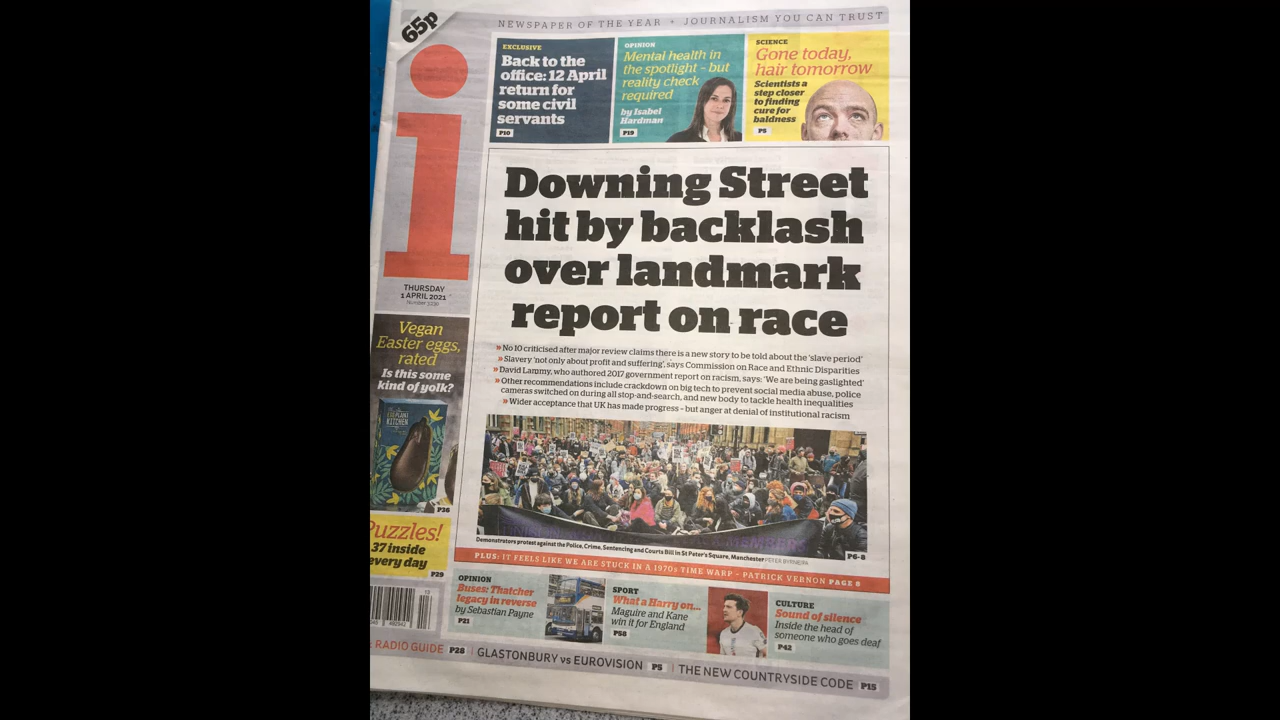 65p
NEWSPAPER OF THE YEAR + JOURNALISM YOU CAN TRUST
i
THURSDAY
1 APRIL 2021
EXCLUSIVE
Back to the
office: 12 April
return for
some civil
servants
P10
OPINION
Mental health in
the spotlight – but
reality check
required
by Isabel
Hardman
P19
SCIENCE
Gone today,
hair tomorrow
Scientists a
step closer
to finding
cure for
baldness
Downing Street
hit by backlash
over landmark
report on race
» No 10 criticised after major review claims there is a new story to be told about the 'slave period'
» Slavery 'not only about profit and suffering', says Commission on Race and Ethnic Disparities
» David Lammy, who authored 2017 government report on racism, says: 'We are being gaslighted'
» Other recommendations include crackdown on big tech to prevent social media abuse, police
cameras switched on during all stop-and-search, and new body to tackle health inequalities
» Wider acceptance that UK has made progress – but anger at denial of institutional racism
Demonstrators protest against the Police, Crime, Sentencing and Courts Bill in St Peter's Square, Manchester
P6-8
PLUS: IT FEELS LIKE WE ARE STUCK IN A 1970s TIME WARP – PATRICK VERNON PAGE 8
Vegan
Easter eggs,
rated
Is this some
kind of yolk?
PLANT
KITCHEN
P36
Puzzles!
37 inside
every day
P29
OPINION
Buses: Thatcher
legacy in reverse
by Sebastian Payne
P21
SPORT
What a Harry on...
Maguire and Kane
win it for England
P58
CULTURE
Sound of silence
Inside the head of
someone who goes deaf
P42
RADIO GUIDE P28 | GLASTONBURY vs EUROVISION P5 | THE NEW COUNTRYSIDE CODE P15